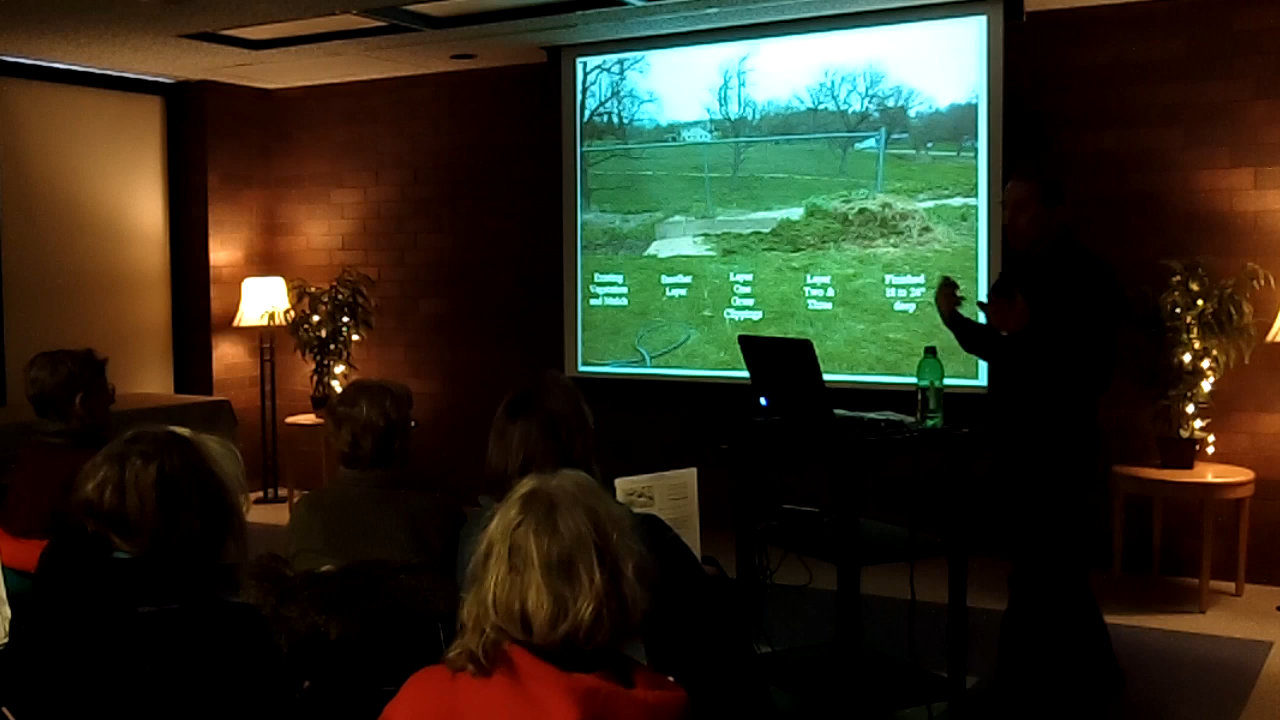 Existing
Vegetation
and Mulch
Smother
Layer
Layer
One
Grass
Clippings
Layer
Two &
Three
Finished
18 to 24"
deep